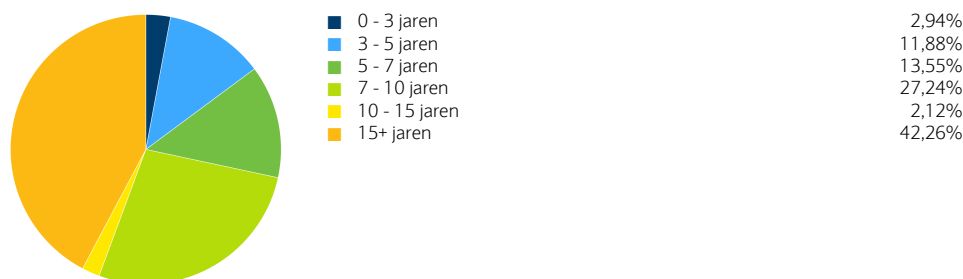 0 - 3 jaren 2,94%
3 - 5 jaren 11,88%
5 - 7 jaren 13,55%
7 - 10 jaren 27,24%
10 - 15 jaren 2,12%
15+ jaren 42,26%